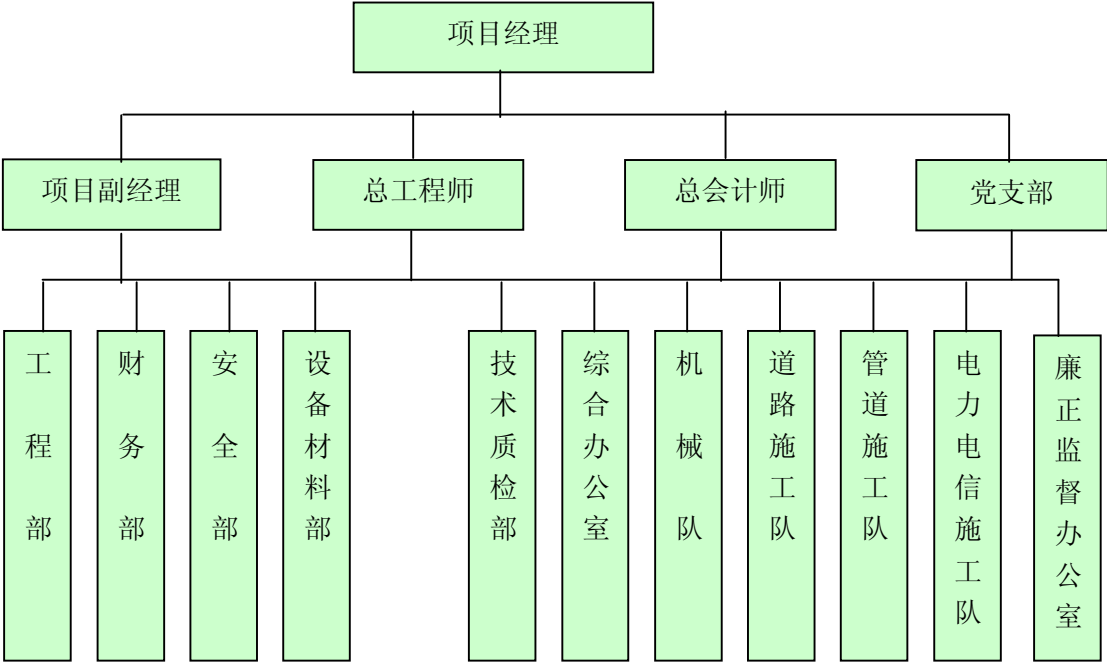 项目经理
项目副经理
总工程师
总会计师
党支部
工程部
财务部
安全部
设备材料部
技术质检部
综合办公室
机械队
道路施工队
管道施工队
电力电信施工队
廉正监督办公室